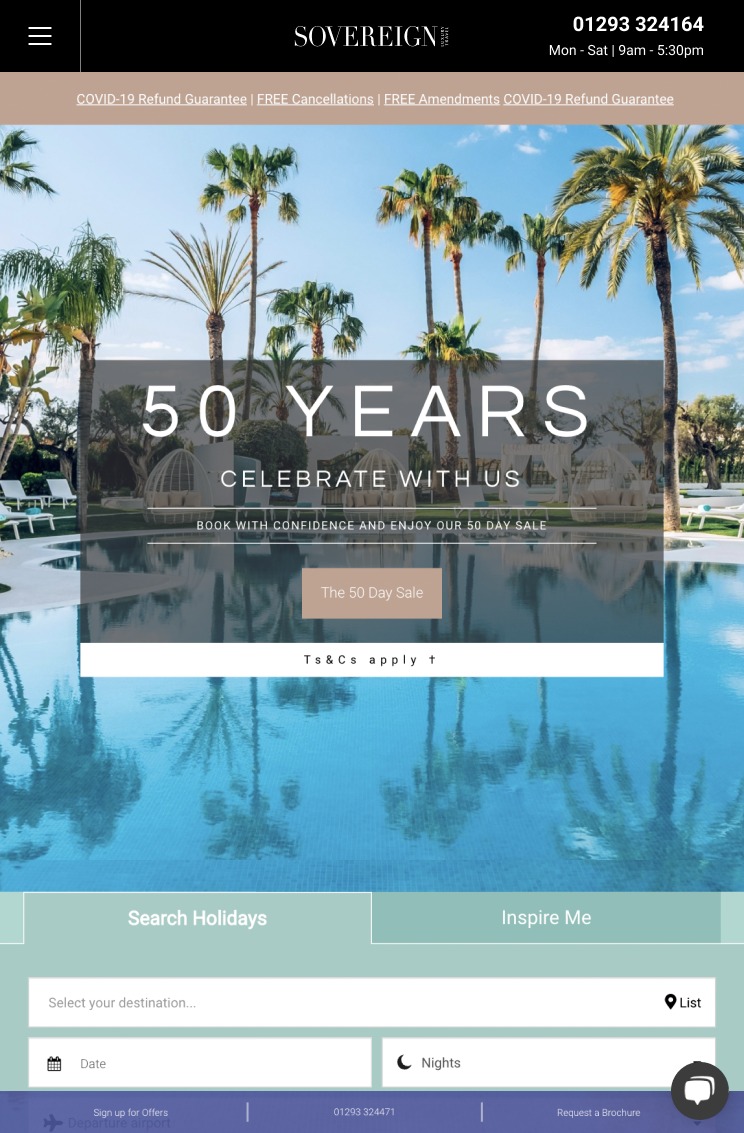 SOVEREIGN
01293 324164
Mon - Sat | 9am - 5:30pm
COVID-19 Refund Guarantee | FREE Cancellations | FREE Amendments COVID-19 Refund Guarantee
50 YEARS
CELEBRATE WITH US
BOOK WITH CONFIDENCE AND ENJOY OUR 50 DAY SALE
The 50 Day Sale
Ts&Cs apply †
Search Holidays
Inspire Me
Select your destination...
List
Date
Nights
Departure airport
Sign up for Offers
01293 324471
Request a Brochure